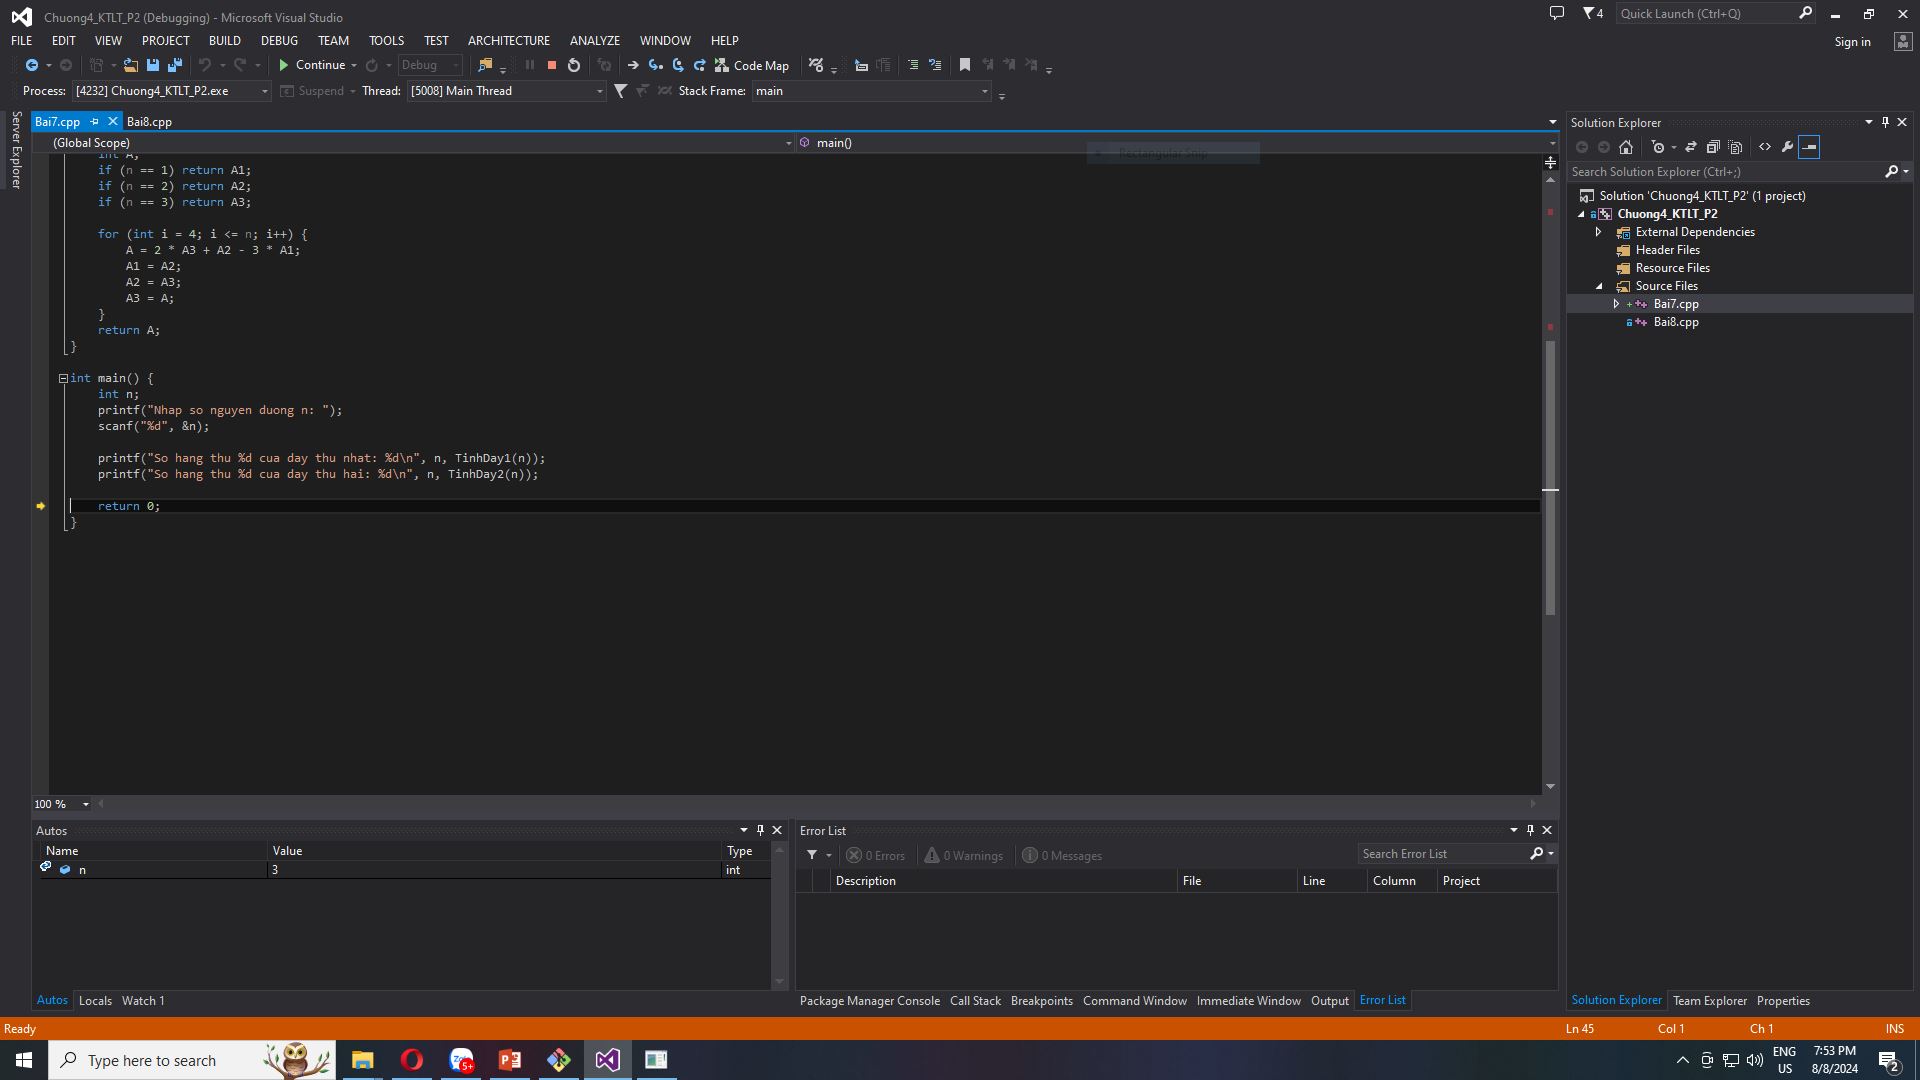 Chuong4_KTLT_P2 (Debugging) - Microsoft Visual Studio
4
Quick Launch (Ctrl+Q)
FILE EDIT VIEW PROJECT BUILD DEBUG TEAM TOOLS TEST ARCHITECTURE ANALYZE WINDOW HELP
Sign in
Continue Debug Code Map
Process: [4232] Chuong4_KTLT_P2.exe Suspend Thread: [5008] Main Thread Stack Frame: main
Server Explorer
Bai7.cpp Bai8.cpp
(Global Scope) main()
Rectangular Snip
int A;
if (n == 1) return A1;
if (n == 2) return A2;
if (n == 3) return A3;
for (int i = 4; i <= n; i++) {
A = 2 * A3 + A2 - 3 * A1;
A1 = A2;
A2 = A3;
A3 = A;
}
return A;
}
int main() {
int n;
printf("Nhap so nguyen duong n: ");
scanf("%d", &n);
printf("So hang thu %d cua day thu nhat: %d\n", n, TinhDay1(n));
printf("So hang thu %d cua day thu hai: %d\n", n, TinhDay2(n));
return 0;
}
100 %
Solution Explorer
Search Solution Explorer (Ctrl+;)
Solution 'Chuong4_KTLT_P2' (1 project)
Chuong4_KTLT_P2
External Dependencies
Header Files
Resource Files
Source Files
Bai7.cpp
Bai8.cpp
Autos
Name Value Type
n 3 int
Autos Locals Watch 1
Error List
0 Errors 0 Warnings 0 Messages
Search Error List
Description File Line Column Project
Package Manager Console Call Stack Breakpoints Command Window Immediate Window Output Error List
Solution Explorer Team Explorer Properties
Ready Ln 45 Col 1 Ch 1 INS
Type here to search
5+
ENG
US
7:53 PM
8/8/2024
2